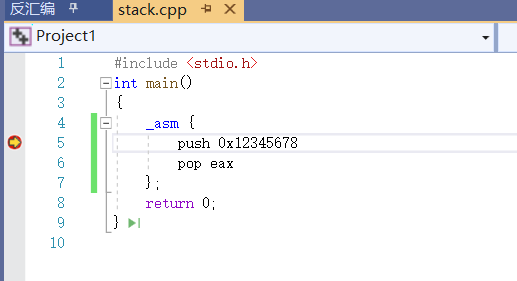 反汇编 stack.cpp
Project1
1 #include <stdio.h>
2 int main()
3 {
4 _asm {
5 push 0x12345678
6 pop eax
7 };
8 return 0;
9 }
10